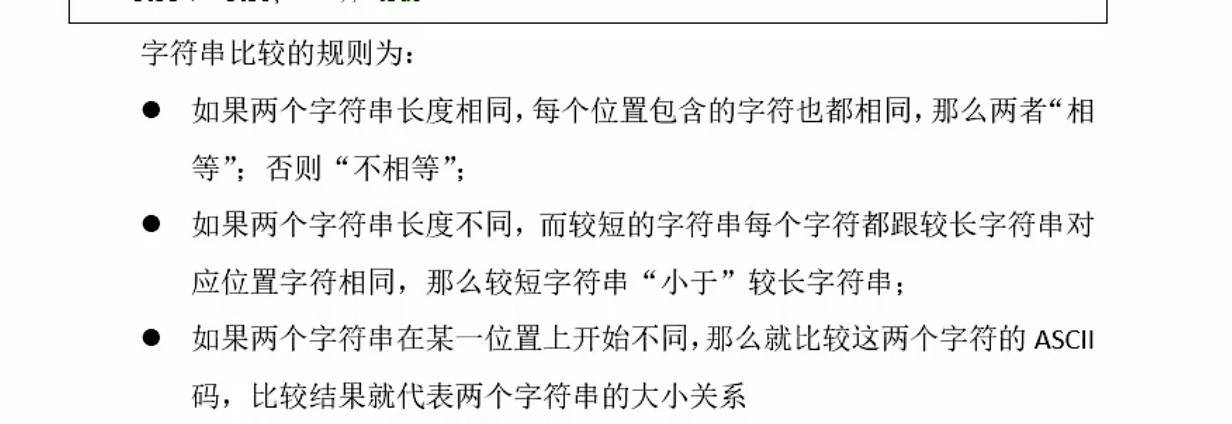 字符串比较的规则为：
● 如果两个字符串长度相同，每个位置包含的字符也都相同，那么两者“相
等”；否则“不相等”；
● 如果两个字符串长度不同，而较短的字符串每个字符都跟较长字符串对
应位置字符相同，那么较短字符串“小于”较长字符串；
● 如果两个字符串在某一位置上开始不同，那么就比较这两个字符的 ASCII
码，比较结果就代表两个字符串的大小关系